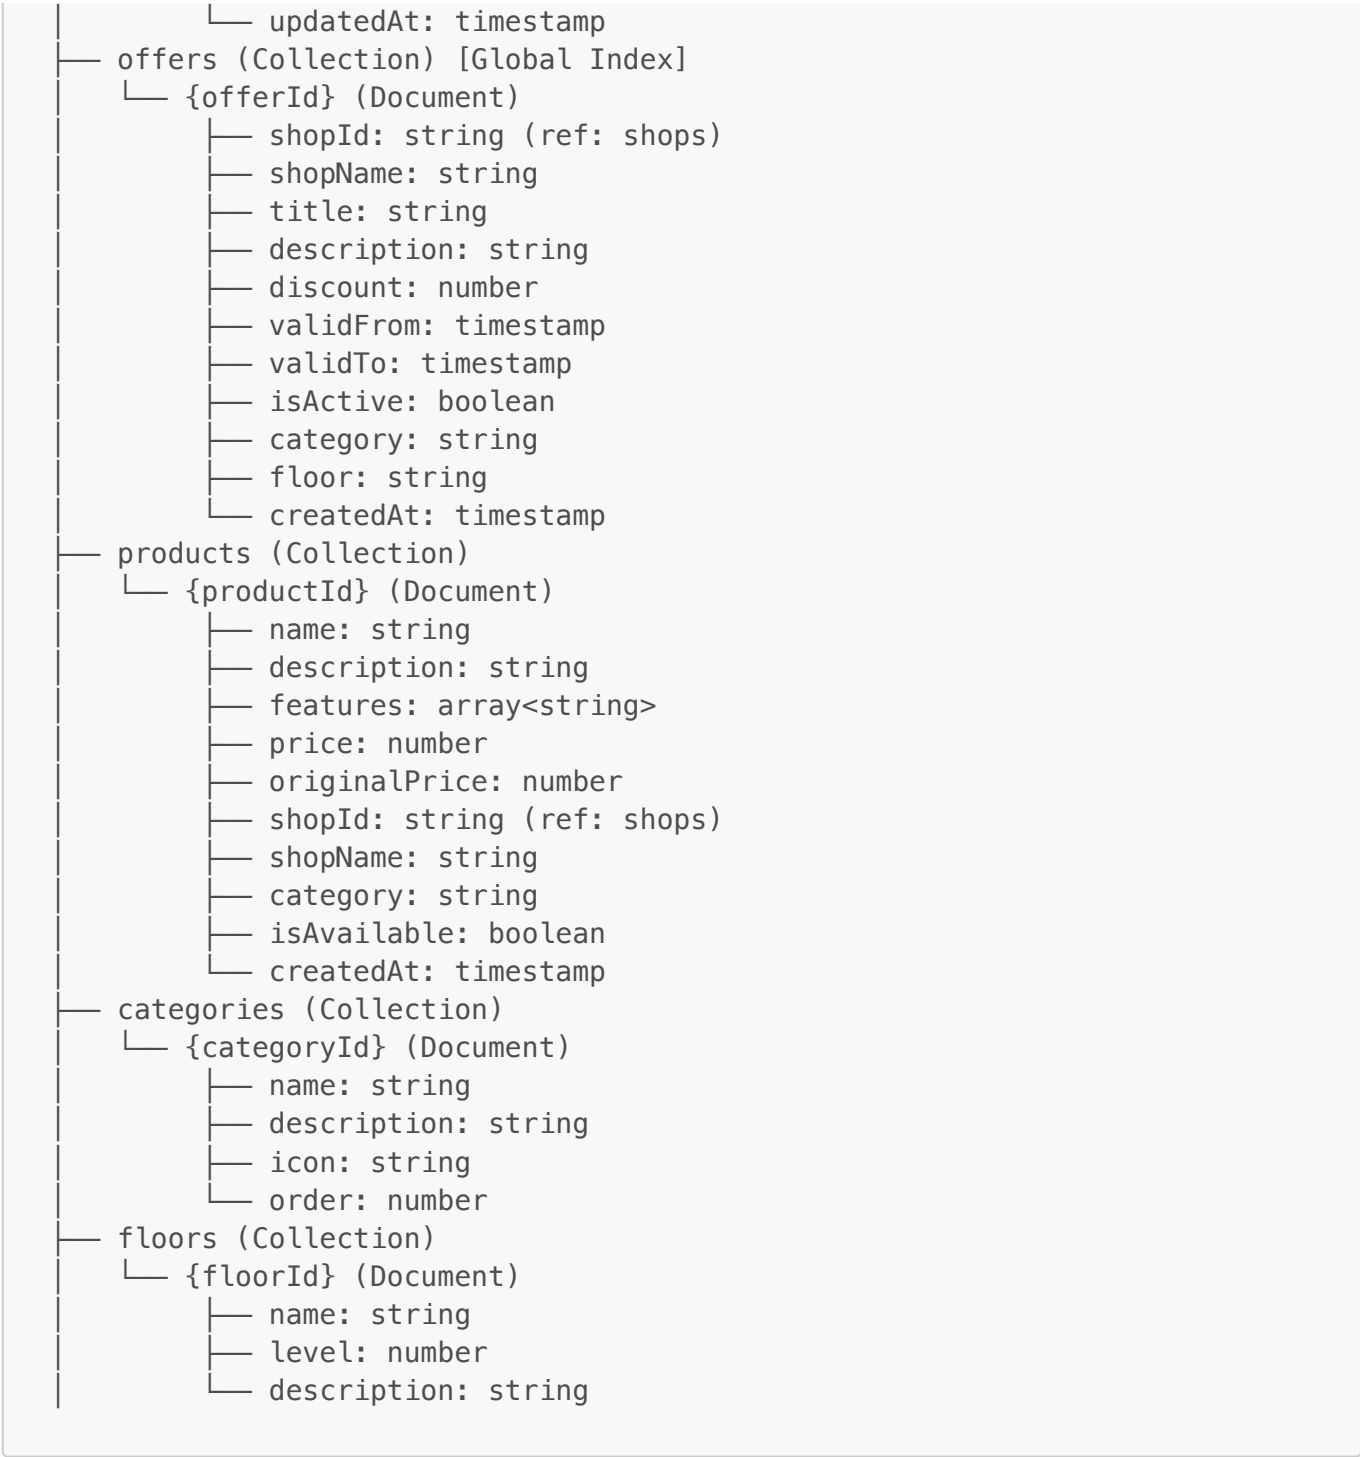 │        └── updatedAt: timestamp
├── offers (Collection) [Global Index]
│   └── {offerId} (Document)
│        ├── shopId: string (ref: shops)
│        ├── shopName: string
│        ├── title: string
│        ├── description: string
│        ├── discount: number
│        ├── validFrom: timestamp
│        ├── validTo: timestamp
│        ├── isActive: boolean
│        ├── category: string
│        ├── floor: string
│        └── createdAt: timestamp
├── products (Collection)
│   └── {productId} (Document)
│        ├── name: string
│        ├── description: string
│        ├── features: array<string>
│        ├── price: number
│        ├── originalPrice: number
│        ├── shopId: string (ref: shops)
│        ├── shopName: string
│        ├── category: string
│        ├── isAvailable: boolean
│        └── createdAt: timestamp
├── categories (Collection)
│   └── {categoryId} (Document)
│        ├── name: string
│        ├── description: string
│        ├── icon: string
│        └── order: number
├── floors (Collection)
│   └── {floorId} (Document)
│        ├── name: string
│        ├── level: number
│        └── description: string